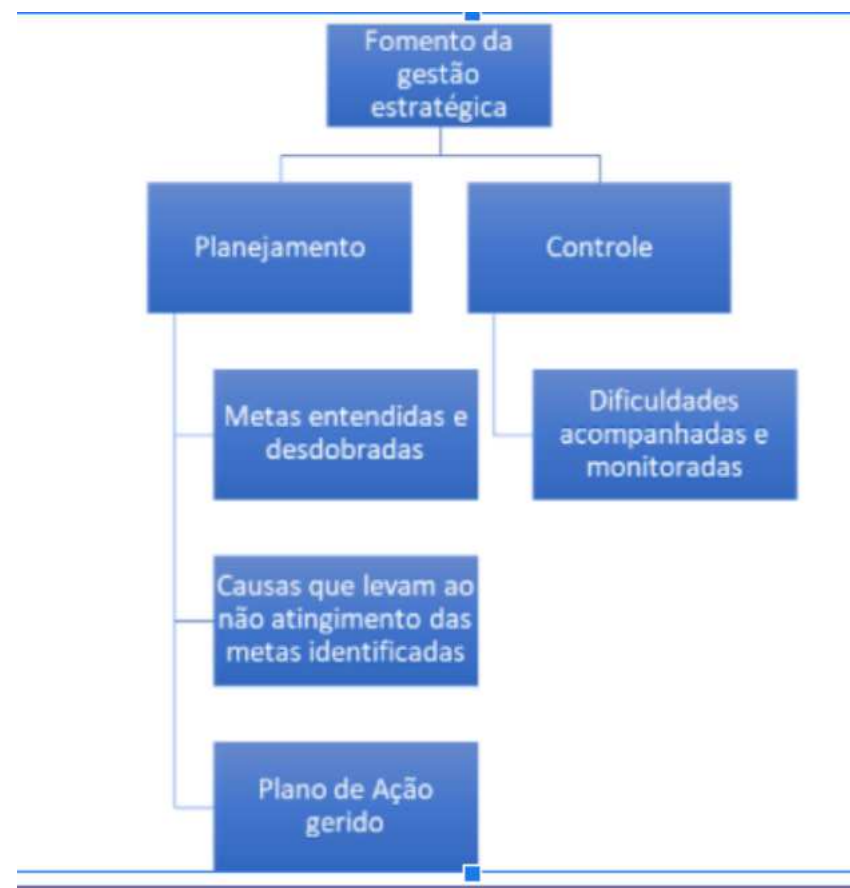 Fomento da
gestão
estratégica
Planejamento
Controle
Metas entendidas e
desdobradas
Dificuldades
acompanhadas e
monitoradas
Causas que levam ao
não atingimento das
metas identificadas
Plano de Ação
gerido